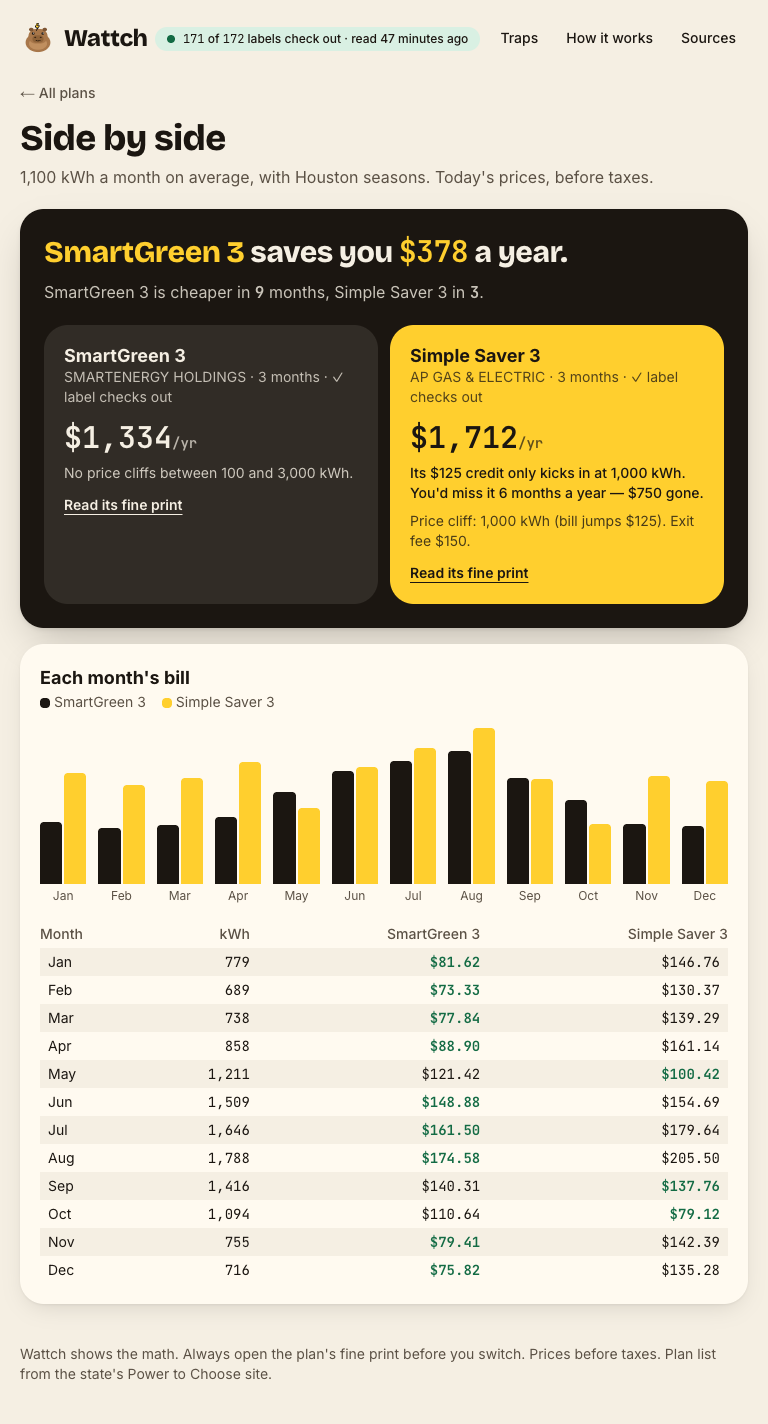 Wattch
171 of 172 labels check out · read 47 minutes ago
Traps
How it works
Sources
← All plans
Side by side
1,100 kWh a month on average, with Houston seasons. Today's prices, before taxes.
SmartGreen 3 saves you $378 a year.
SmartGreen 3 is cheaper in 9 months, Simple Saver 3 in 3.
SmartGreen 3
SMARTENERGY HOLDINGS · 3 months · ✓
label checks out
$1,334/yr
No price cliffs between 100 and 3,000 kWh.
Read its fine print
Simple Saver 3
AP GAS & ELECTRIC · 3 months · ✓ label
checks out
$1,712/yr
Its $125 credit only kicks in at 1,000 kWh.
You'd miss it 6 months a year — $750 gone.
Price cliff: 1,000 kWh (bill jumps $125). Exit
fee $150.
Read its fine print
Each month's bill
SmartGreen 3 Simple Saver 3
Jan Feb Mar Apr May Jun Jul Aug Sep Oct Nov Dec
Month kWh SmartGreen 3 Simple Saver 3
Jan 779 $81.62 $146.76
Feb 689 $73.33 $130.37
Mar 738 $77.84 $139.29
Apr 858 $88.90 $161.14
May 1,211 $121.42 $100.42
Jun 1,509 $148.88 $154.69
Jul 1,646 $161.50 $179.64
Aug 1,788 $174.58 $205.50
Sep 1,416 $140.31 $137.76
Oct 1,094 $110.64 $79.12
Nov 755 $79.41 $142.39
Dec 716 $75.82 $135.28
Wattch shows the math. Always open the plan's fine print before you switch. Prices before taxes. Plan list
from the state's Power to Choose site.